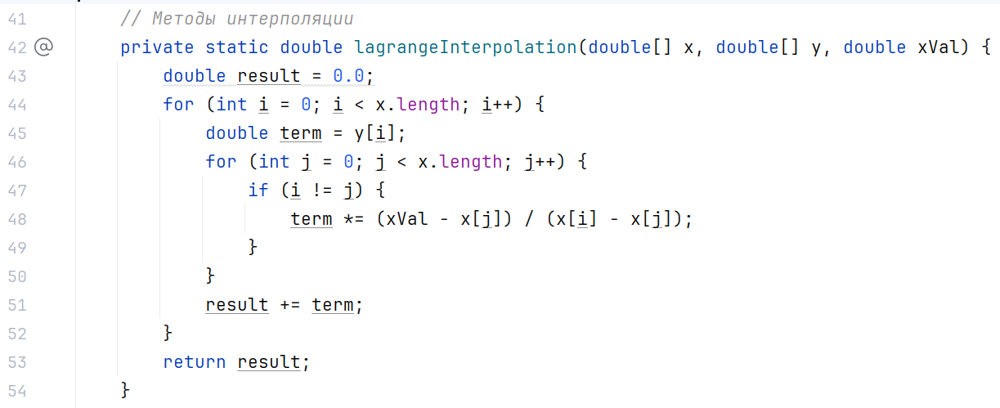 41 // Методы интерполяции
42 @ private static double lagrangeInterpolation(double[] x, double[] y, double xVal) {
43 double result = 0.0;
44 for (int i = 0; i < x.length; i++) {
45 double term = y[i];
46 for (int j = 0; j < x.length; j++) {
47 if (i != j) {
48 term *= (xVal - x[j]) / (x[i] - x[j]);
49 }
50 }
51 result += term;
52 }
53 return result;
54 }